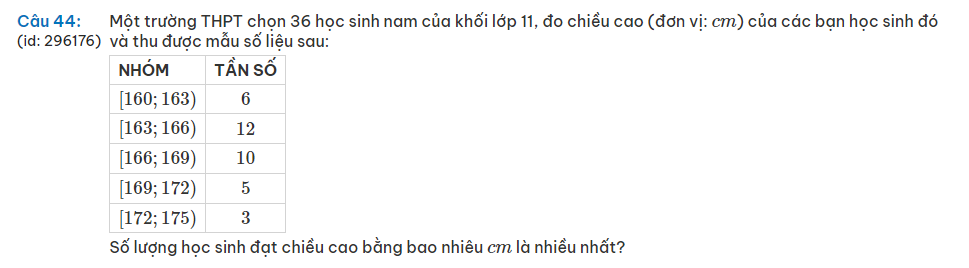 Câu 44: Một trường THPT chọn 36 học sinh nam của khối lớp 11, đo chiều cao (đơn vị: cm) của các bạn học sinh đó
(id: 296176) và thu được mẫu số liệu sau:
NHÓM TẦN SỐ
[160; 163) 6
[163; 166) 12
[166; 169) 10
[169; 172) 5
[172; 175) 3
Số lượng học sinh đạt chiều cao bằng bao nhiêu cm là nhiều nhất?